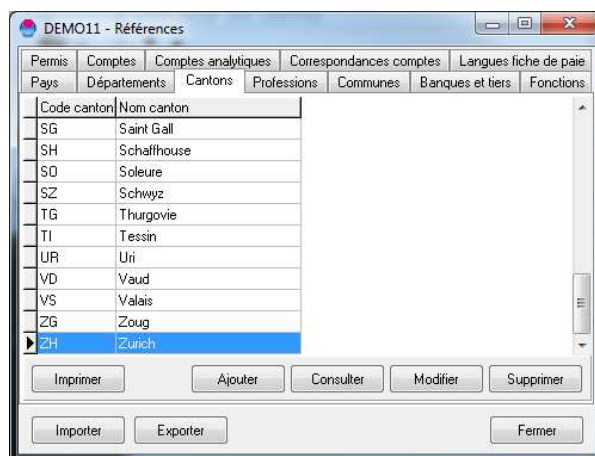 DEMO11 - Références
Permis Comptes Comptes analytiques Correspondances comptes Langues fiche de paie
Pays Départements Cantons Professions Communes Banques et tiers Fonctions
Code canton Nom canton
SG Saint Gall
SH Schaffhouse
SO Soleure
SZ Schwyz
TG Thurgovie
TI Tessin
UR Uri
VD Vaud
VS Valais
ZG Zoug
ZH Zurich
Imprimer Ajouter Consulter Modifier Supprimer
Importer Exporter Fermer